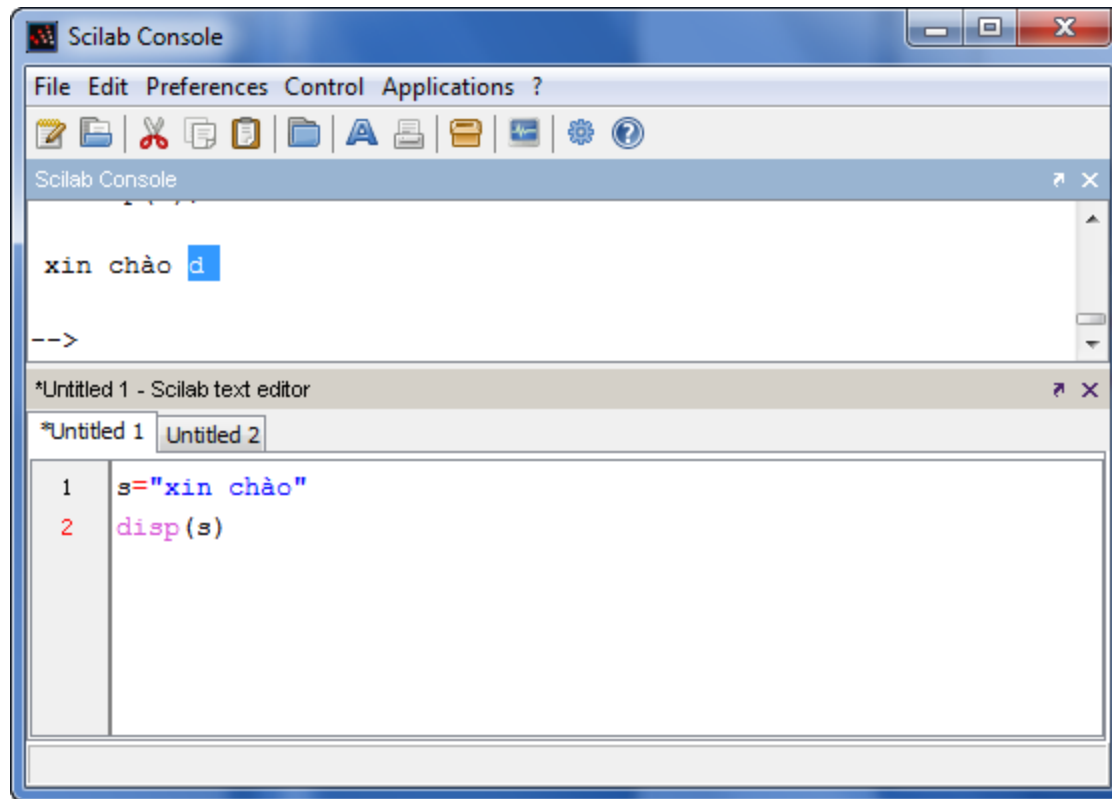 Scilab Console
File Edit Preferences Control Applications ?
Scilab Console
xin chào d
-->
*Untitled 1 - Scilab text editor
*Untitled 1 Untitled 2
1 s="xin chào"
2 disp(s)